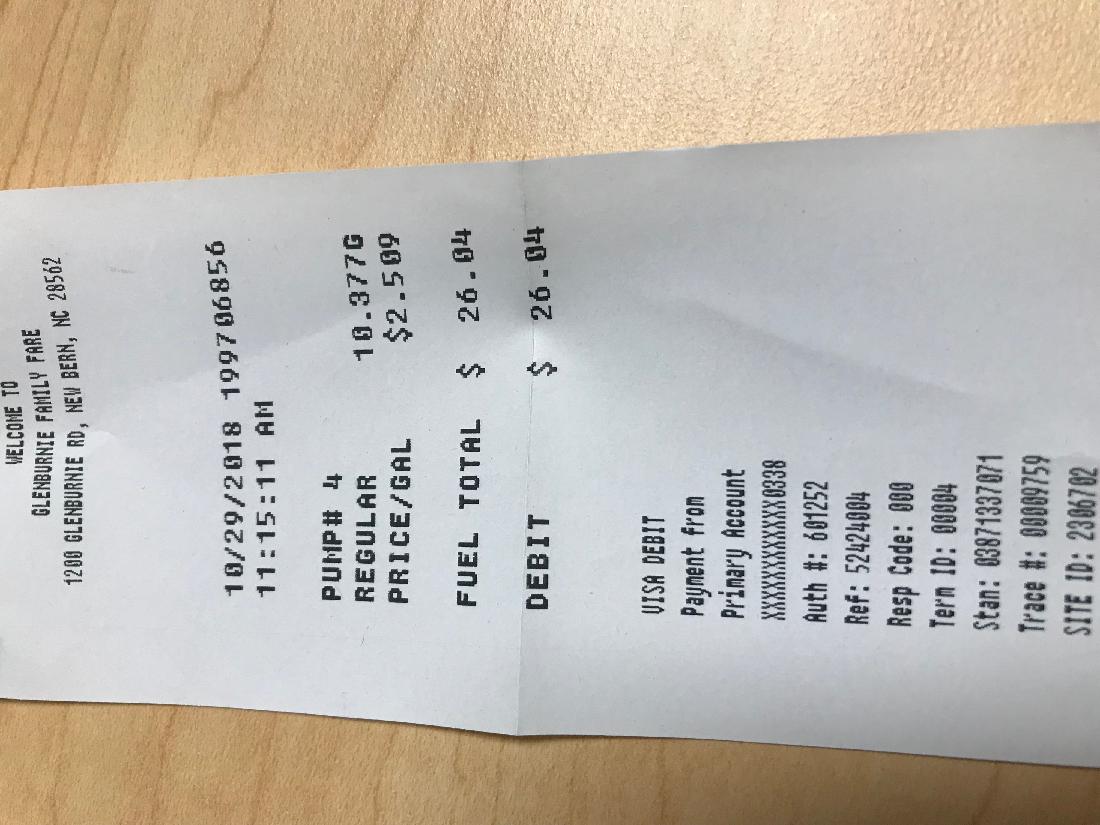 WELCOME TO
GLENBURNIE FAMILY FARE
1200 GLENBURNIE RD, NEW BERN, NC 28562
10/29/2018 199706856
11:15:11 AM
PUMP# 4
REGULAR 10.377G
PRICE/GAL $2.509
FUEL TOTAL $ 26.04
DEBIT $ 26.04
VISA DEBIT
Payment from
Primary Account
XXXXXXXXXXXXXXX0338
Auth #: 601252
Ref: 52424004
Resp Code: 000
Term ID: 00004
Stan: 03871337071
Trace #: 00009759
SITE ID: 2306702